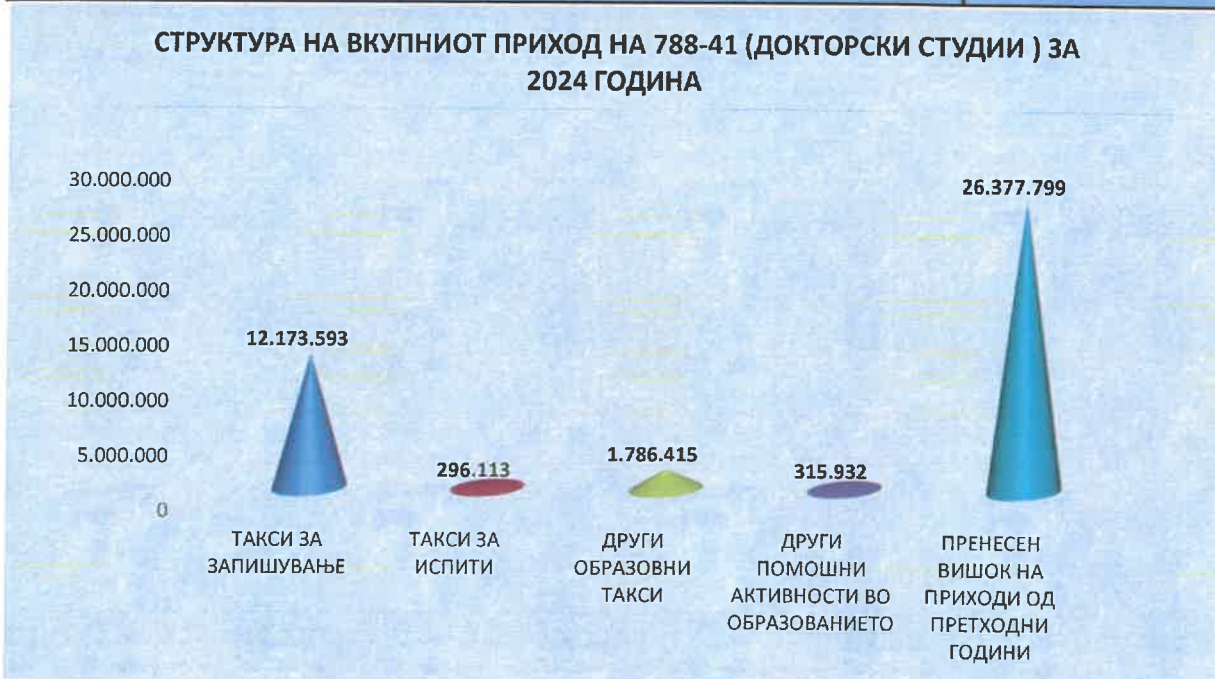 СТРУКТУРА НА ВКУПНИОТ ПРИХОД НА 788-41 (ДОКТОРСКИ СТУДИИ ) ЗА
2024 ГОДИНА
30.000.000
25.000.000
20.000.000
15.000.000
10.000.000
5.000.000
0
12.173.593
296.113
1.786.415
315.932
26.377.799
ТАКСИ ЗА
ЗАПИШУВАЊЕ
ТАКСИ ЗА
ИСПИТИ
ДРУГИ
ОБРАЗОВНИ
ТАКСИ
ДРУГИ
ПОМОШНИ
АКТИВНОСТИ ВО
ОБРАЗОВАНИЕТО
ПРЕНЕСЕН
ВИШОК НА
ПРИХОДИ ОД
ПРЕТХОДНИ
ГОДИНИ